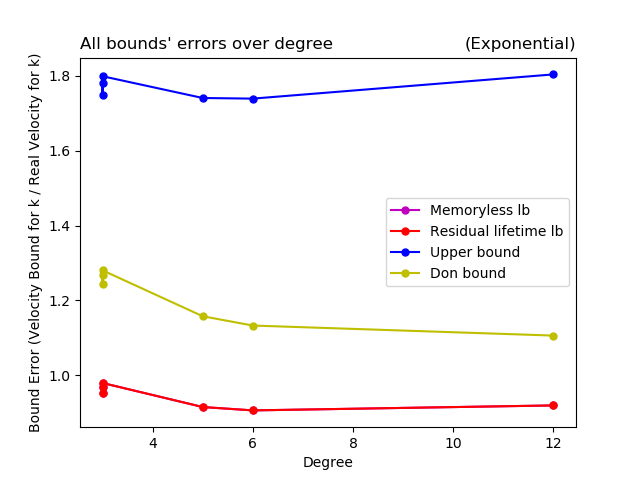 All bounds' errors over degree (Exponential)
Bound Error (Velocity Bound for k / Real Velocity for k)
1.8
1.6
1.4
1.2
1.0
Memoryless lb
Residual lifetime lb
Upper bound
Don bound
4 6 8 10 12
Degree